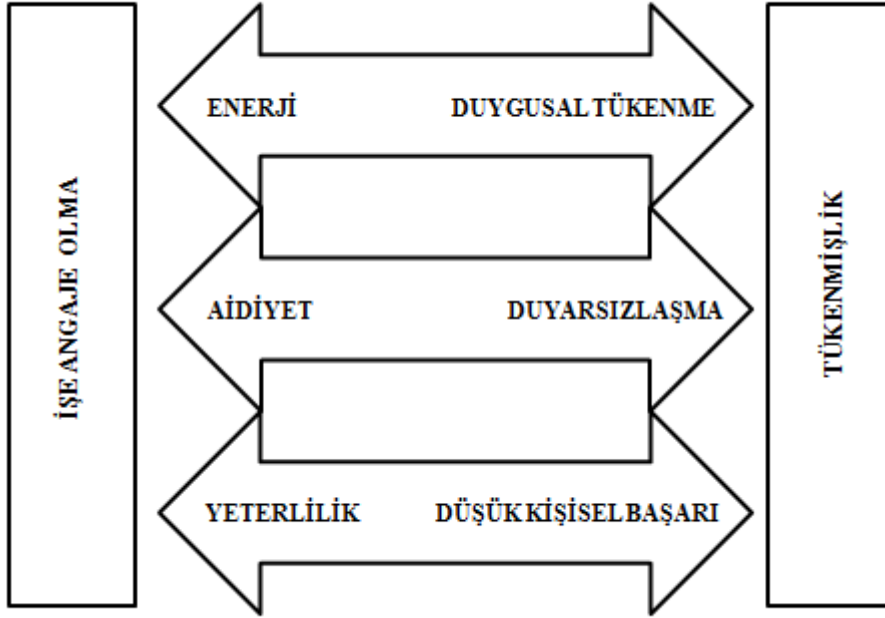 İŞE ANGAJE OLMA
ENERJİ
DUYGUSAL TÜKENME
AİDİYET
DUYARSIZLAŞMA
YETERLİLİK
DÜŞÜK KİŞİSEL BAŞARI
TÜKENMİŞLİK